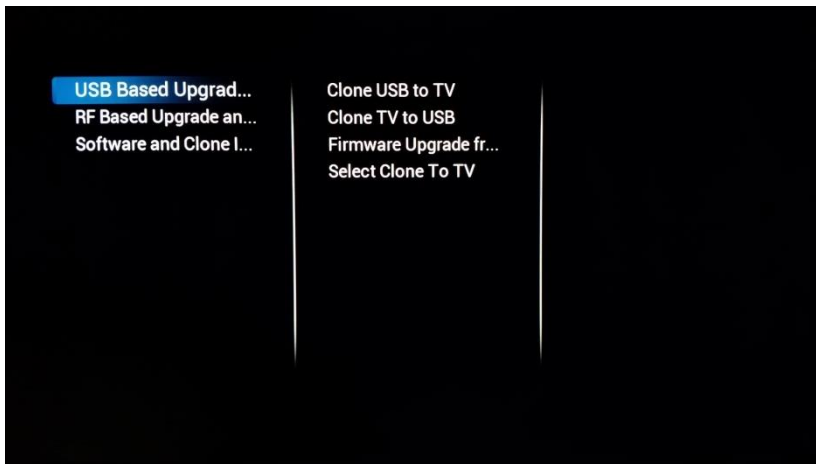 USB Based Upgrad...
RF Based Upgrade an...
Software and Clone I...
Clone USB to TV
Clone TV to USB
Firmware Upgrade fr...
Select Clone To TV